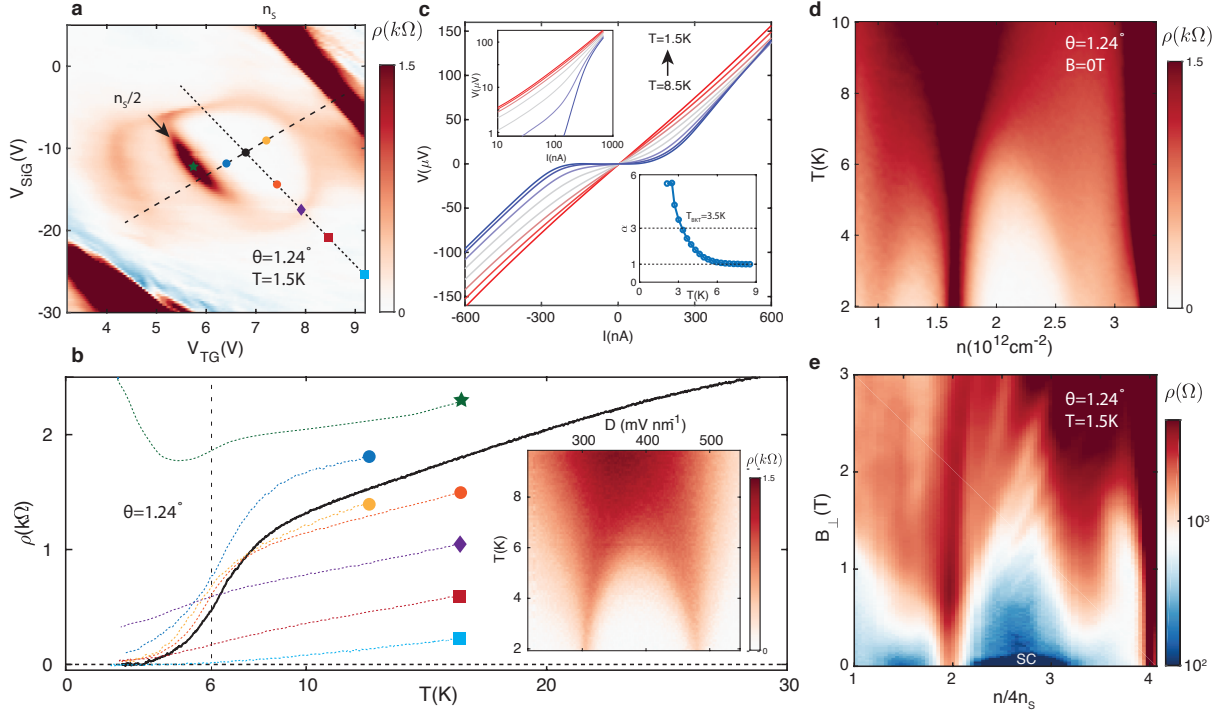 a
n_s
ρ(kΩ)
1.5
0
n_s/2
θ=1.24°
T=1.5K
0
-10
-20
-30
V_SiG(V)
4
5
6
7
8
9
V_TG(V)
c
150
100
50
0
-50
-100
-150
V(μV)
-600
-300
0
300
600
I(nA)
T=1.5K
T=8.5K
100
10
1
V(μV)
10
100
1000
I(nA)
6
3
1
0
α
T_BKT=3.5K
0
3
6
9
T(K)
d
θ=1.24°
B=0T
ρ(kΩ)
1
0
10
8
6
4
2
T(K)
1
1.5
2
2.5
3
n(10^12cm^-2)
b
2
1
0
ρ(kΩ)
θ=1.24°
0
6
10
20
30
T(K)
D (mV nm^-1)
300
400
500
8
6
4
2
T(K)
ρ(kΩ)
1.5
0
e
θ=1.24°
T=1.5K
ρ(Ω)
10^3
10^2
3
2
1
0
B_⊥(T)
SC
1
2
3
4
n/4n_s